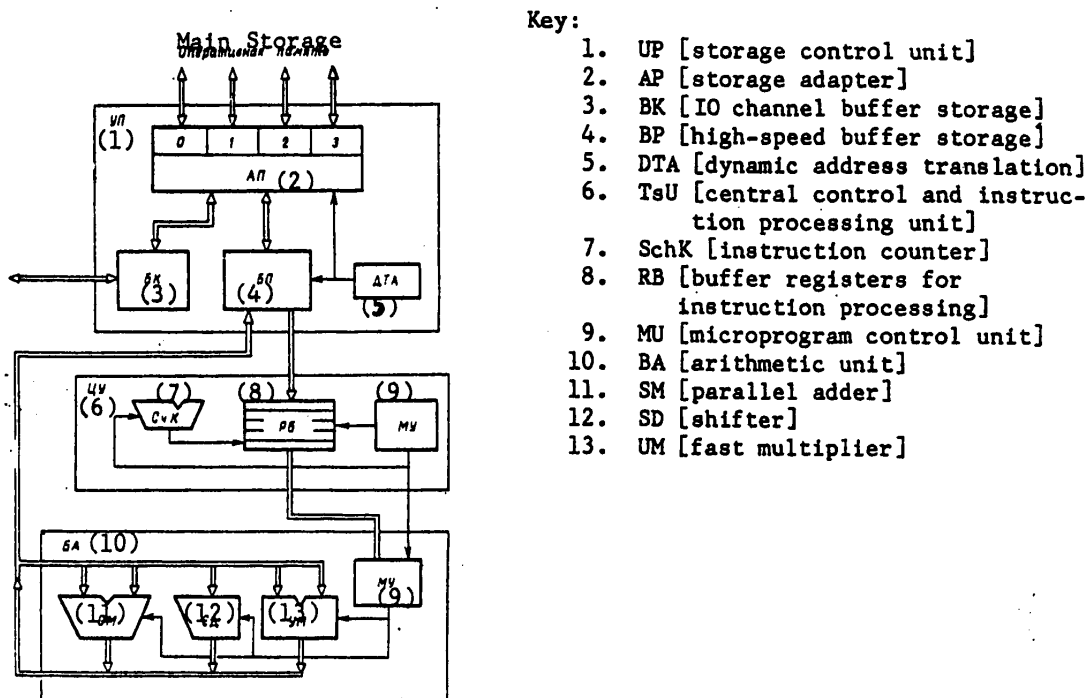 Main Storage
Оперативная память
УП
(1)
0 1 2 3
АП (2)
БК
(3)
БП
(4)
ДТА
(5)
ЦУ
(6)
(7)
СчК
(8)
РБ
(9)
МУ
БА (10)
МУ
(9)
СМ
(12)
СД
(13)
УМ
Key:
1. UP [storage control unit]
2. AP [storage adapter]
3. BK [IO channel buffer storage]
4. BP [high-speed buffer storage]
5. DTA [dynamic address translation]
6. TsU [central control and instruc-
tion processing unit]
7. SchK [instruction counter]
8. RB [buffer registers for
instruction processing]
9. MU [microprogram control unit]
10. BA [arithmetic unit]
11. SM [parallel adder]
12. SD [shifter]
13. UM [fast multiplier]